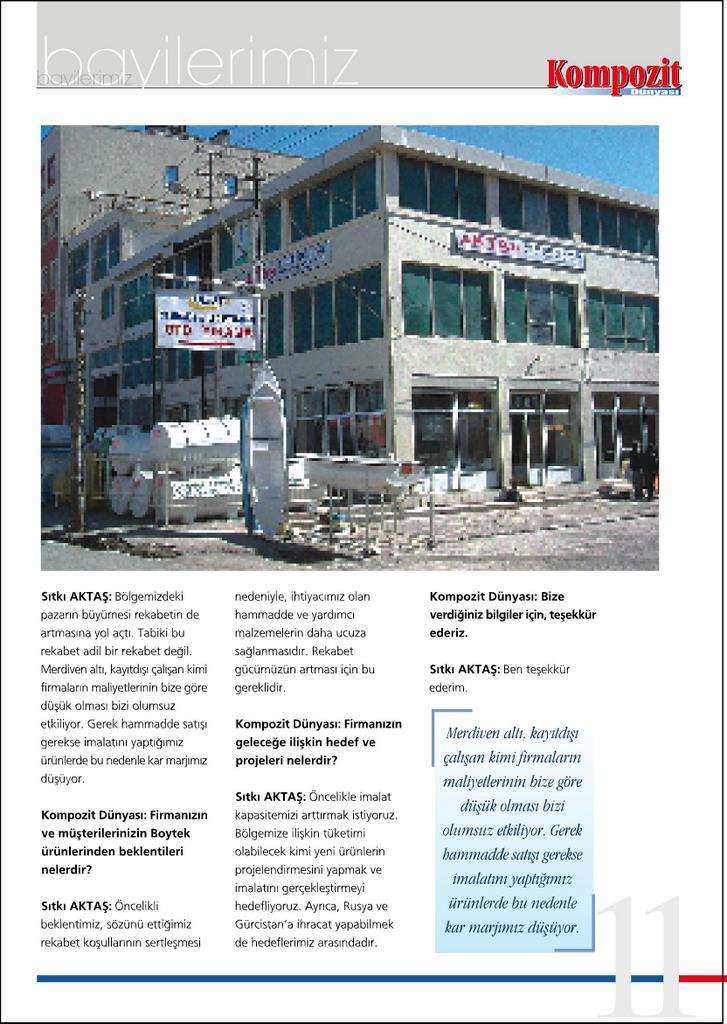 bayilerimiz
bayilerimiz
Kompozit
Dünyası
Sıtkı AKTAŞ: Bölgemizdeki
pazarın büyümesi rekabetin de
artmasına yol açtı. Tabiki bu
rekabet adil bir rekabet değil.
Merdiven altı, kayıtdışı çalışan kimi
firmaların maliyetlerinin bize göre
düşük olması bizi olumsuz
etkiliyor. Gerek hammadde satışı
gerekse imalatını yaptığımız
ürünlerde bu nedenle kar marjımız
düşüyor.
Kompozit Dünyası: Firmanızın
ve müşterilerinizin Boytek
ürünlerinden beklentileri
nelerdir?
Sıtkı AKTAŞ: Öncelikli
beklentimiz, sözünü ettiğimiz
rekabet koşullarının sertleşmesi
nedeniyle, ihtiyacımız olan
hammadde ve yardımcı
malzemelerin daha ucuza
sağlanmasıdır. Rekabet
gücümüzün artması için bu
gereklidir.
Kompozit Dünyası: Firmanızın
geleceğe ilişkin hedef ve
projeleri nelerdir?
Sıtkı AKTAŞ: Öncelikle imalat
kapasitemizi arttırmak istiyoruz.
Bölgemize ilişkin tüketimi
olabilecek kimi yeni ürünlerin
projelendirmesini yapmak ve
imalatını gerçekleştirmeyi
hedefliyoruz. Ayrıca, Rusya ve
Gürcistan'a ihracat yapabilmek
de hedeflerimiz arasındadır.
Kompozit Dünyası: Bize
verdiğiniz bilgiler için, teşekkür
ederiz.
Sıtkı AKTAŞ: Ben teşekkür
ederim.
Merdiven altı, kayıtdışı
çalışan kimi firmaların
maliyetlerinin bize göre
düşük olması bizi
olumsuz etkiliyor. Gerek
hammadde satışı gerekse
imalatını yaptığımız
ürünlerde bu nedenle
kar marjımız düşüyor.
11